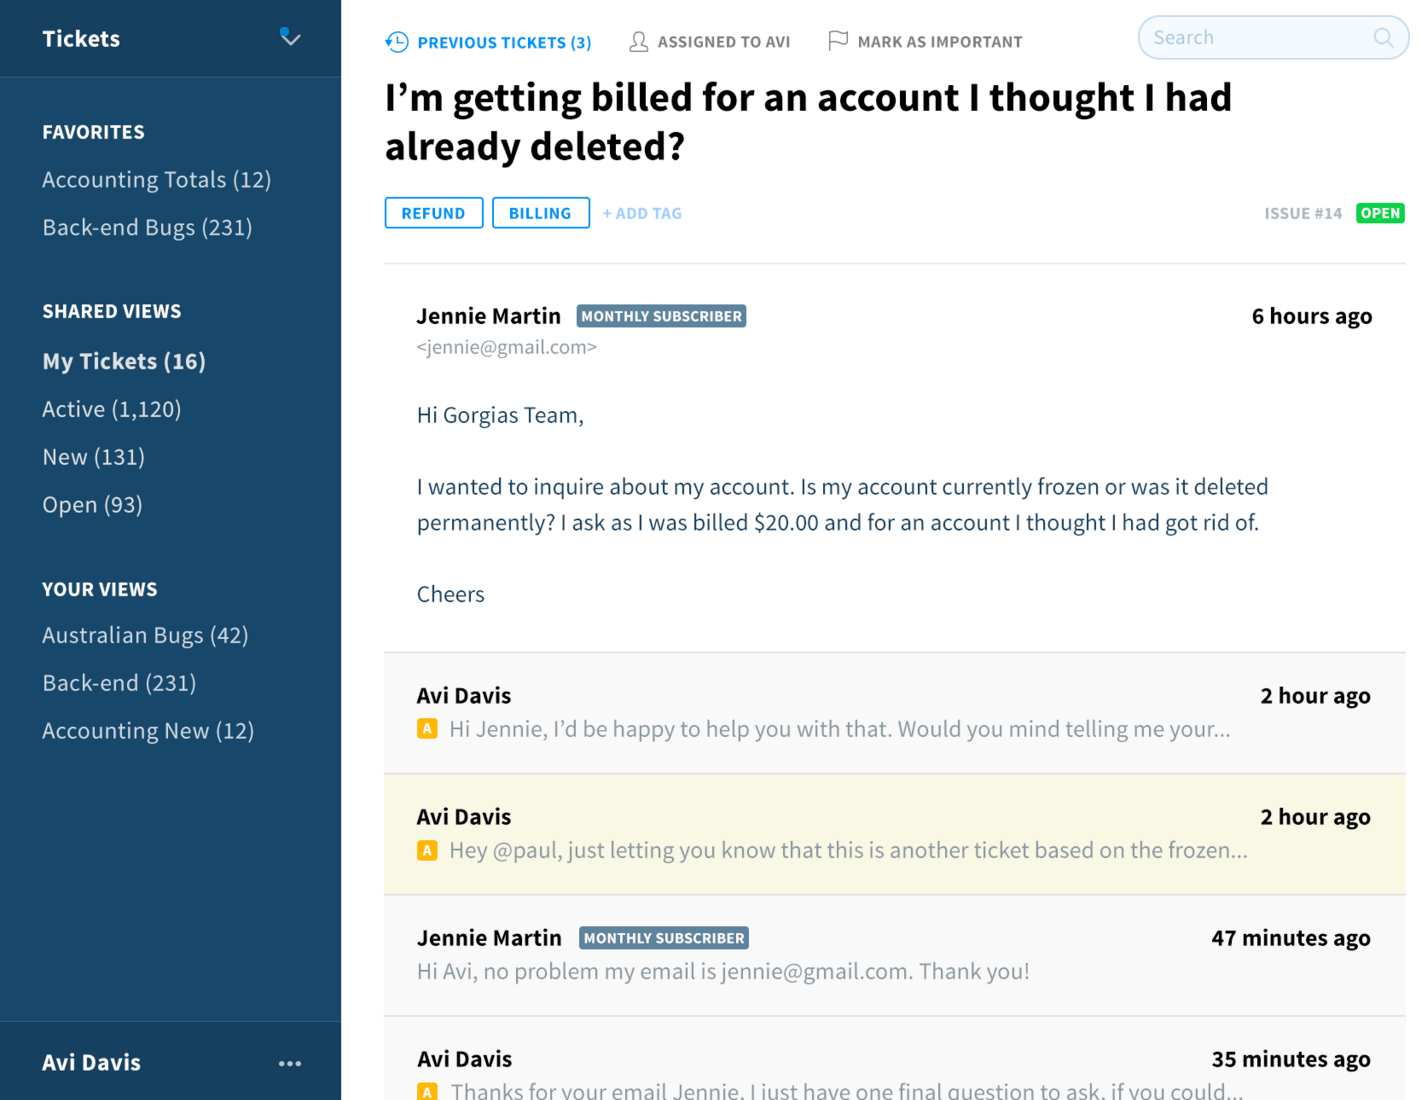 Tickets
FAVORITES
Accounting Totals (12)
Back-end Bugs (231)
SHARED VIEWS
My Tickets (16)
Active (1,120)
New (131)
Open (93)
YOUR VIEWS
Australian Bugs (42)
Back-end (231)
Accounting New (12)
Avi Davis
PREVIOUS TICKETS (3)
ASSIGNED TO AVI
MARK AS IMPORTANT
Search
I’m getting billed for an account I thought I had
already deleted?
REFUND
BILLING
+ ADD TAG
ISSUE #14
OPEN
Jennie Martin MONTHLY SUBSCRIBER 6 hours ago
<jennie@gmail.com>
Hi Gorgias Team,
I wanted to inquire about my account. Is my account currently frozen or was it deleted
permanently? I ask as I was billed $20.00 and for an account I thought I had got rid of.
Cheers
Avi Davis 2 hour ago
A Hi Jennie, I’d be happy to help you with that. Would you mind telling me your...
Avi Davis 2 hour ago
A Hey @paul, just letting you know that this is another ticket based on the frozen...
Jennie Martin MONTHLY SUBSCRIBER 47 minutes ago
Hi Avi, no problem my email is jennie@gmail.com. Thank you!
Avi Davis 35 minutes ago
A Thanks for your email Jennie, I just have one final question to ask, if you could...